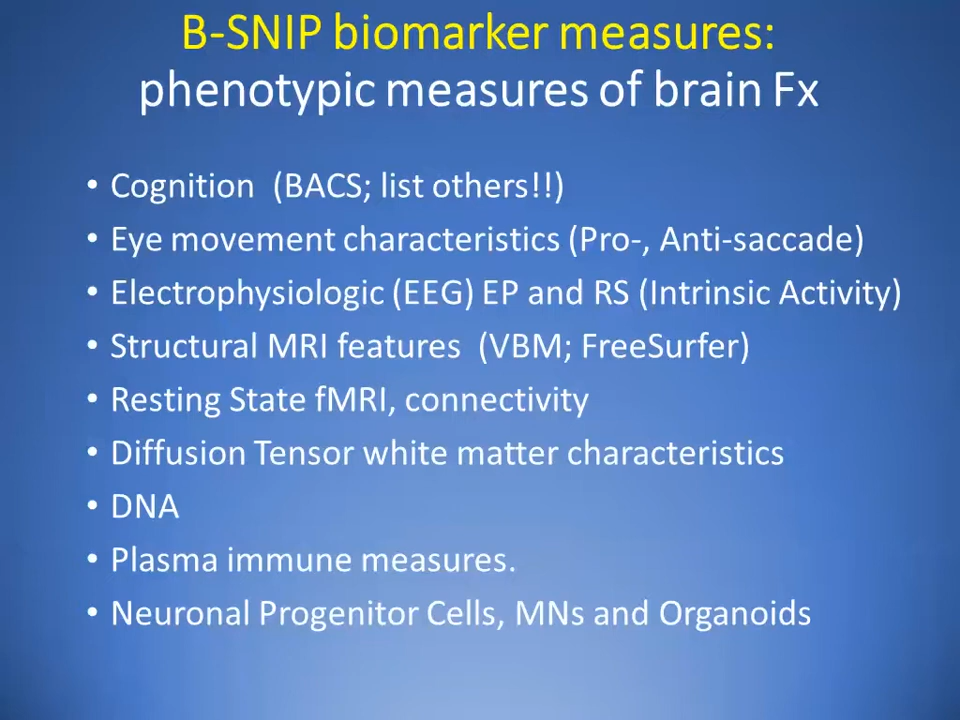 B-SNIP biomarker measures:
phenotypic measures of brain Fx
• Cognition  (BACS; list others!!)
• Eye movement characteristics (Pro-, Anti-saccade)
• Electrophysiologic (EEG) EP and RS (Intrinsic Activity)
• Structural MRI features  (VBM; FreeSurfer)
• Resting State fMRI, connectivity
• Diffusion Tensor white matter characteristics
• DNA
• Plasma immune measures.
• Neuronal Progenitor Cells, MNs and Organoids